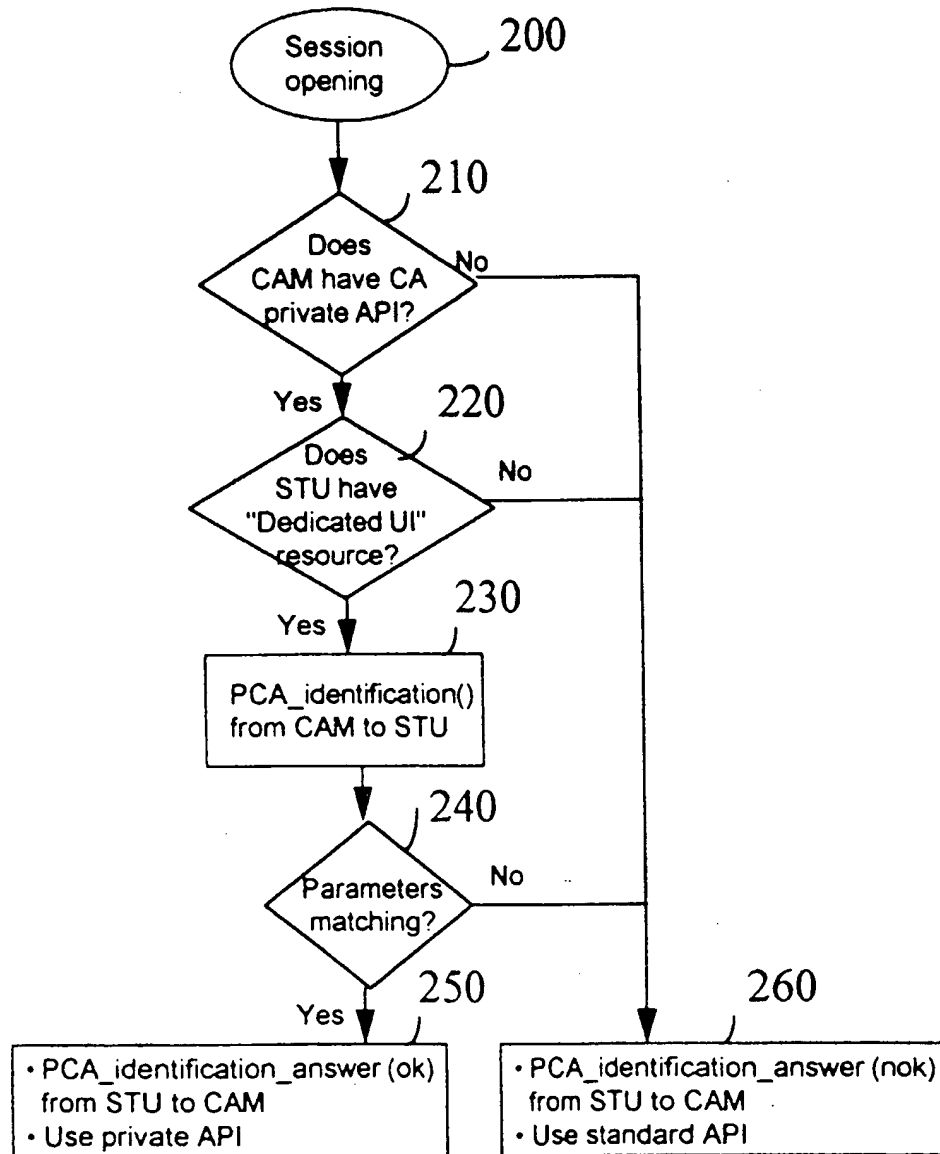 Session
opening
200
210
Does
CAM have CA
private API?
No
Yes
220
Does
STU have
"Dedicated UI"
resource?
No
Yes
230
PCA_identification()
from CAM to STU
240
Parameters
matching?
No
Yes
250
• PCA_identification_answer (ok)
from STU to CAM
• Use private API
260
• PCA_identification_answer (nok)
from STU to CAM
• Use standard API